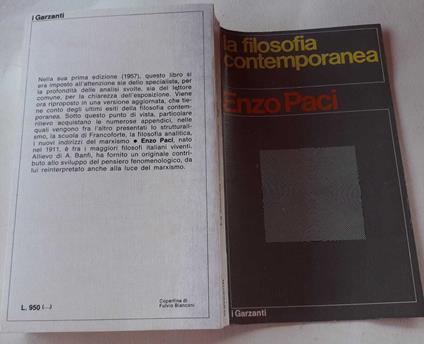 i Garzanti
Nella sua prima edizione (1957), questo libro si
era imposto all'attenzione sia dello specialista, per
la profondità delle analisi svolte, sia del lettore
comune, per la chiarezza dell'esposizione. Viene
ora riproposto in una versione aggiornata, che tie-
ne conto degli ultimi esiti della filosofia contem-
poranea. Sotto questo punto di vista, particolare
rilievo acquistano le numerose appendici, nelle
quali vengono fra l'altro presentati lo strutturali-
smo, la scuola di Francoforte, la filosofia analitica,
i nuovi indirizzi del marxismo • Enzo Paci, nato
nel 1911, è fra i maggiori filosofi italiani viventi.
Allievo di A. Banfi, ha fornito un originale contri-
buto allo sviluppo del pensiero fenomenologico, da
lui reinterpretato anche alla luce del marxismo.
L. 950 (...)
Copertina di
Fulvio Bianconi
la filosofia
contemporanea
Enzo Paci
i Garzanti